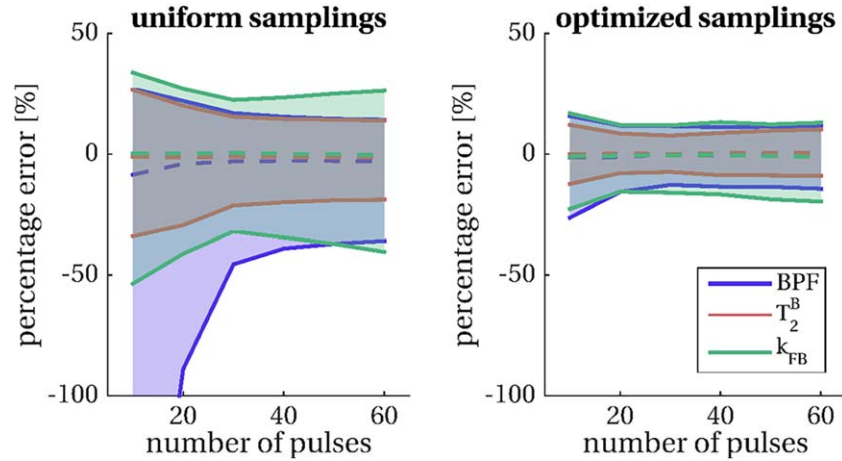 uniform samplings
optimized samplings
percentage error [%]
50
0
-50
-100
20
40
60
number of pulses
percentage error [%]
50
0
-50
-100
20
40
60
number of pulses
BPF
T₂ᴮ
k_FB